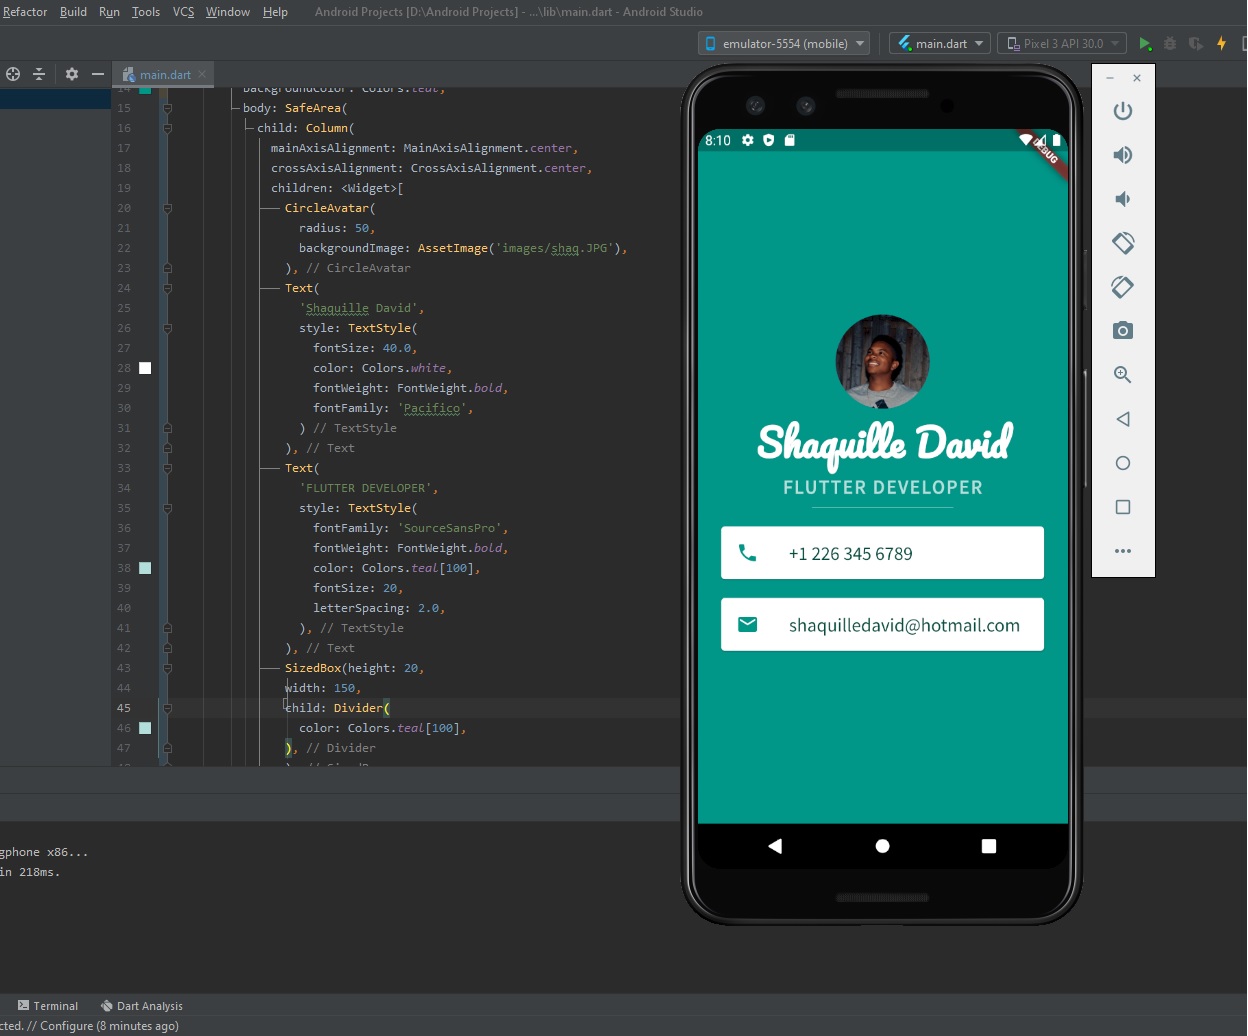 Refactor Build Run Tools VCS Window Help Android Projects [D:\Android Projects] - ...\lib\main.dart - Android Studio
emulator-5554 (mobile) main.dart Pixel 3 API 30.0
main.dart
14 backgroundColor: Colors.teal,
15 body: SafeArea(
16 child: Column(
17 mainAxisAlignment: MainAxisAlignment.center,
18 crossAxisAlignment: CrossAxisAlignment.center,
19 children: <Widget>[
20 CircleAvatar(
21 radius: 50,
22 backgroundImage: AssetImage('images/shaq.JPG'),
23 ), // CircleAvatar
24 Text(
25 'Shaquille David',
26 style: TextStyle(
27 fontSize: 40.0,
28 color: Colors.white,
29 fontWeight: FontWeight.bold,
30 fontFamily: 'Pacifico',
31 ) // TextStyle
32 ), // Text
33 Text(
34 'FLUTTER DEVELOPER',
35 style: TextStyle(
36 fontFamily: 'SourceSansPro',
37 fontWeight: FontWeight.bold,
38 color: Colors.teal[100],
39 fontSize: 20,
40 letterSpacing: 2.0,
41 ), // TextStyle
42 ), // Text
43 SizedBox(height: 20,
44 width: 150,
45 child: Divider(
46 color: Colors.teal[100],
47 ), // Divider
gphone x86...
in 218ms.
Terminal Dart Analysis
cted. // Configure (8 minutes ago)
8:10
DEBUG
Shaquille David
FLUTTER DEVELOPER
+1 226 345 6789
shaquilledavid@hotmail.com